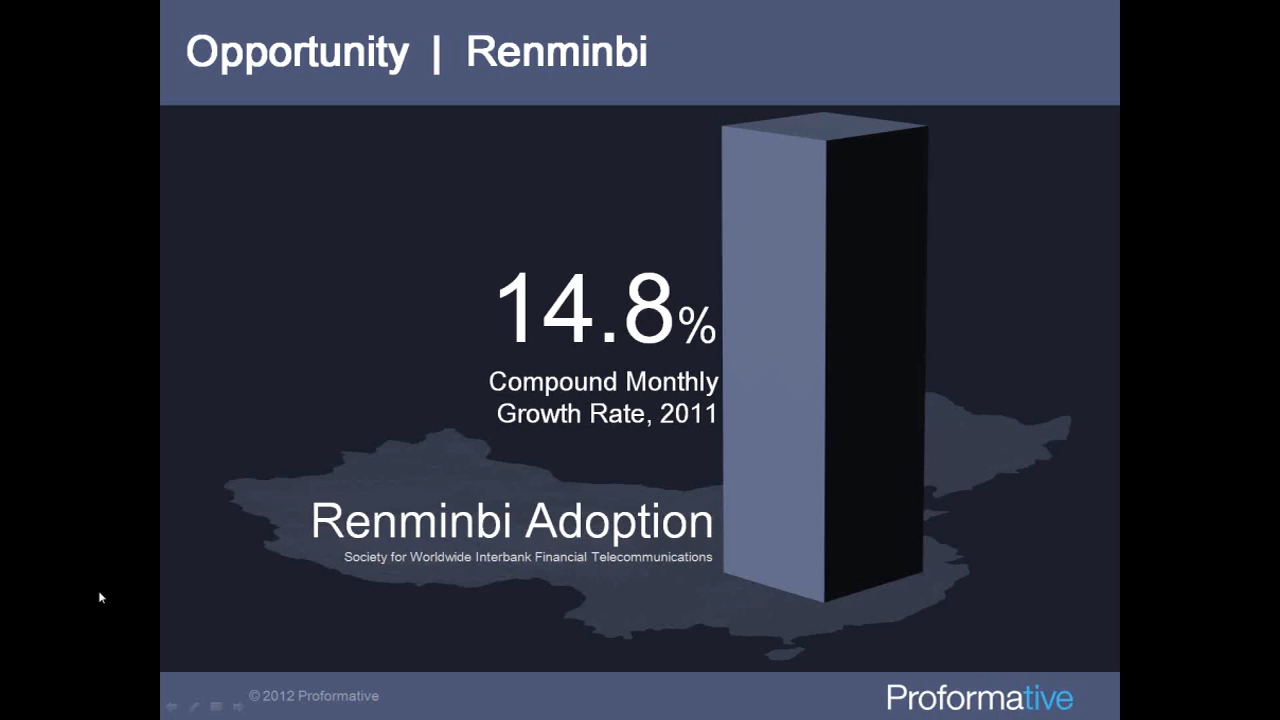 Opportunity | Renminbi
14.8%
Compound Monthly
Growth Rate, 2011
Renminbi Adoption
Society for Worldwide Interbank Financial Telecommunications
© 2012 Proformative
Proformative